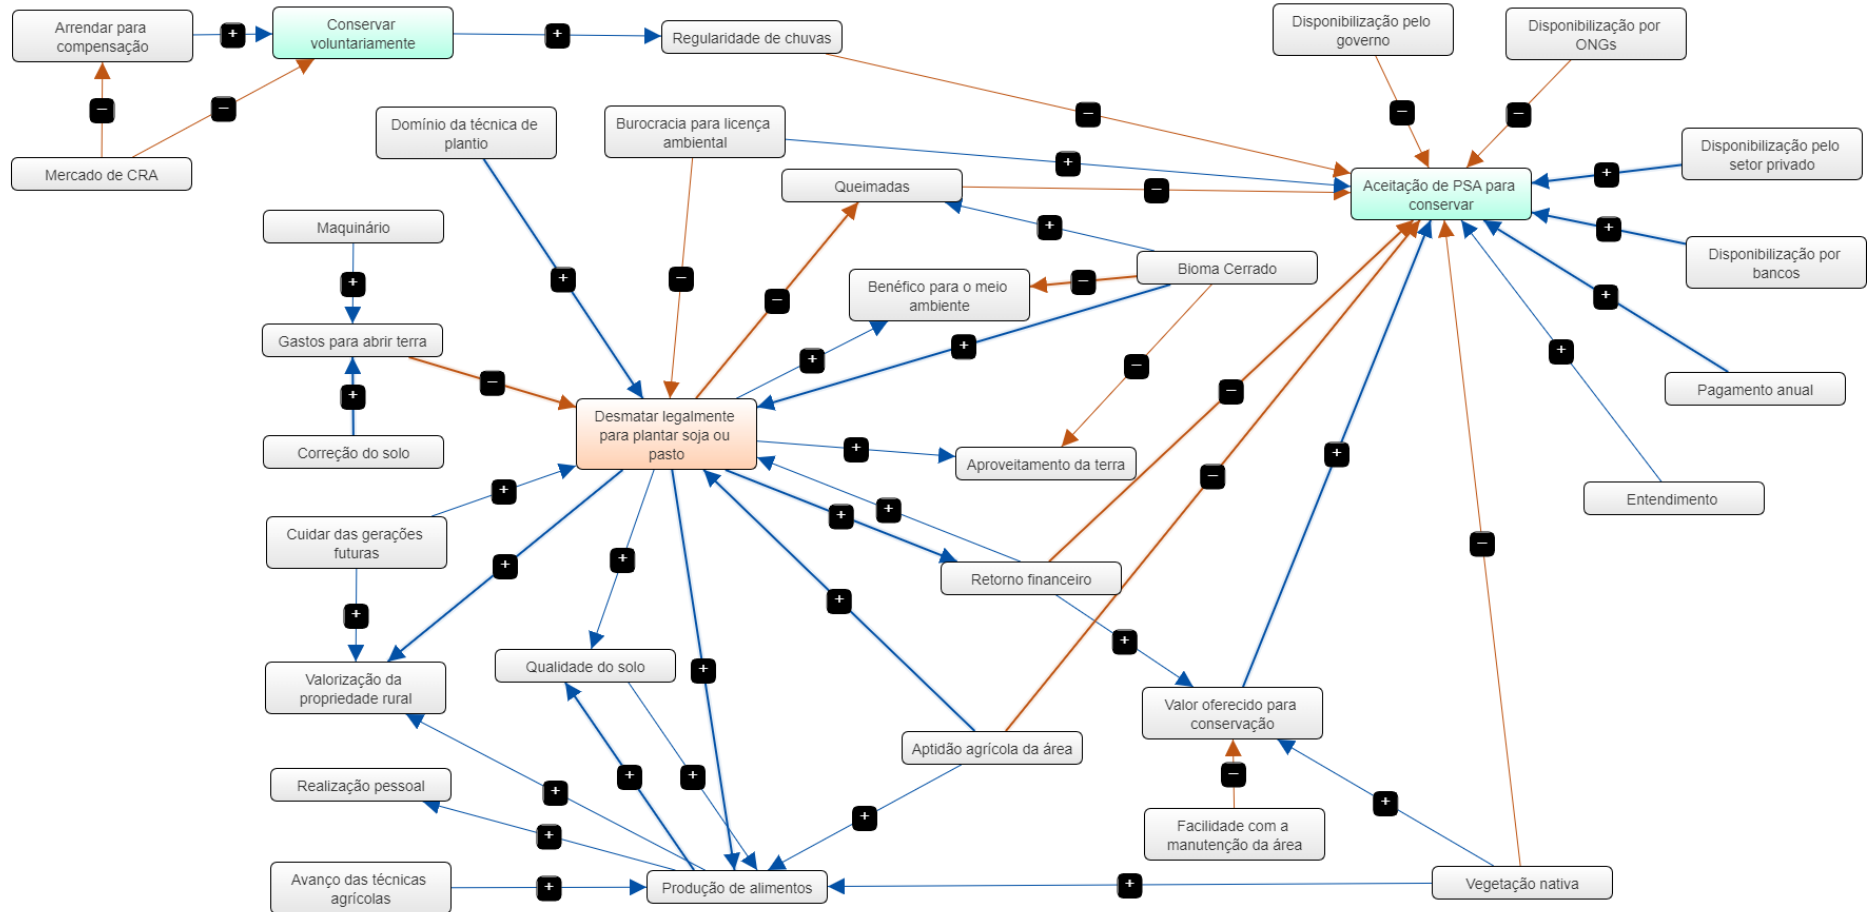 Arrendar para
compensação
Conservar
voluntariamente
Regularidade de chuvas
Disponibilização pelo
governo
Disponibilização por
ONGs
Mercado de CRA
Domínio da técnica de
plantio
Burocracia para licença
ambiental
Queimadas
Aceitação de PSA para
conservar
Disponibilização pelo
setor privado
Maquinário
Bioma Cerrado
Disponibilização por
bancos
Benéfico para o meio
ambiente
Gastos para abrir terra
Pagamento anual
Desmatar legalmente
para plantar soja ou
pasto
Correção do solo
Aproveitamento da terra
Entendimento
Cuidar das gerações
futuras
Retorno financeiro
Qualidade do solo
Valorização da
propriedade rural
Valor oferecido para
conservação
Aptidão agrícola da área
Realização pessoal
Facilidade com a
manutenção da área
Avanço das técnicas
agrícolas
Produção de alimentos
Vegetação nativa